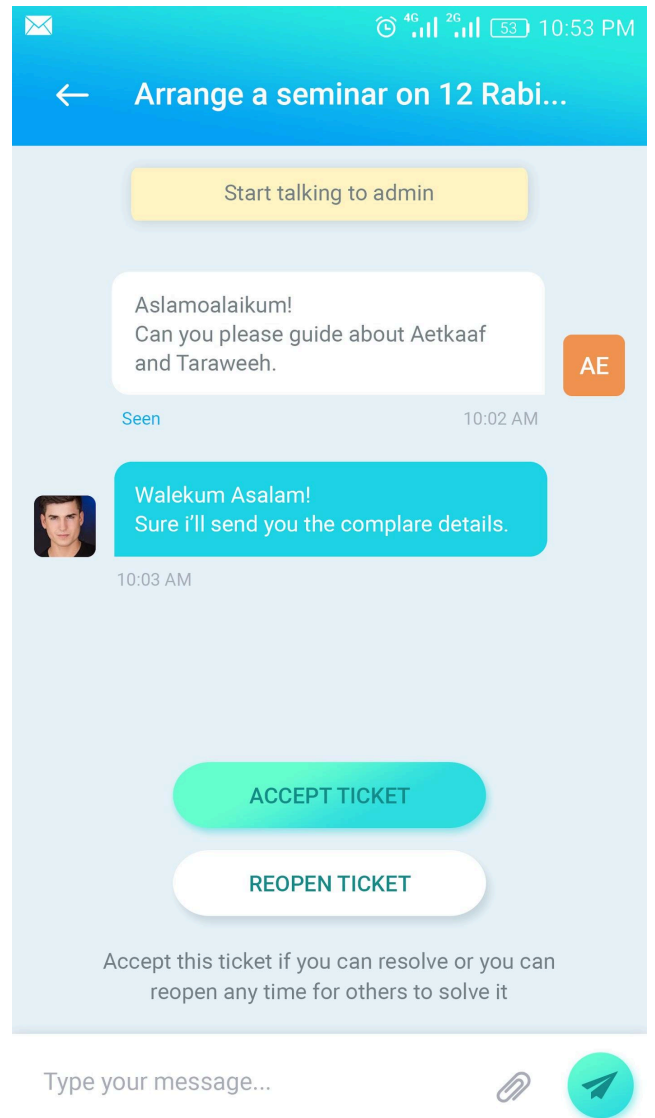 4G 2G 53 10:53 PM
Arrange a seminar on 12 Rabi...
Start talking to admin
Aslamoalaikum!
Can you please guide about Aetkaaf
and Taraweeh.
AE
Seen 10:02 AM
Walekum Asalam!
Sure i'll send you the complare details.
10:03 AM
ACCEPT TICKET
REOPEN TICKET
Accept this ticket if you can resolve or you can
reopen any time for others to solve it
Type your message...